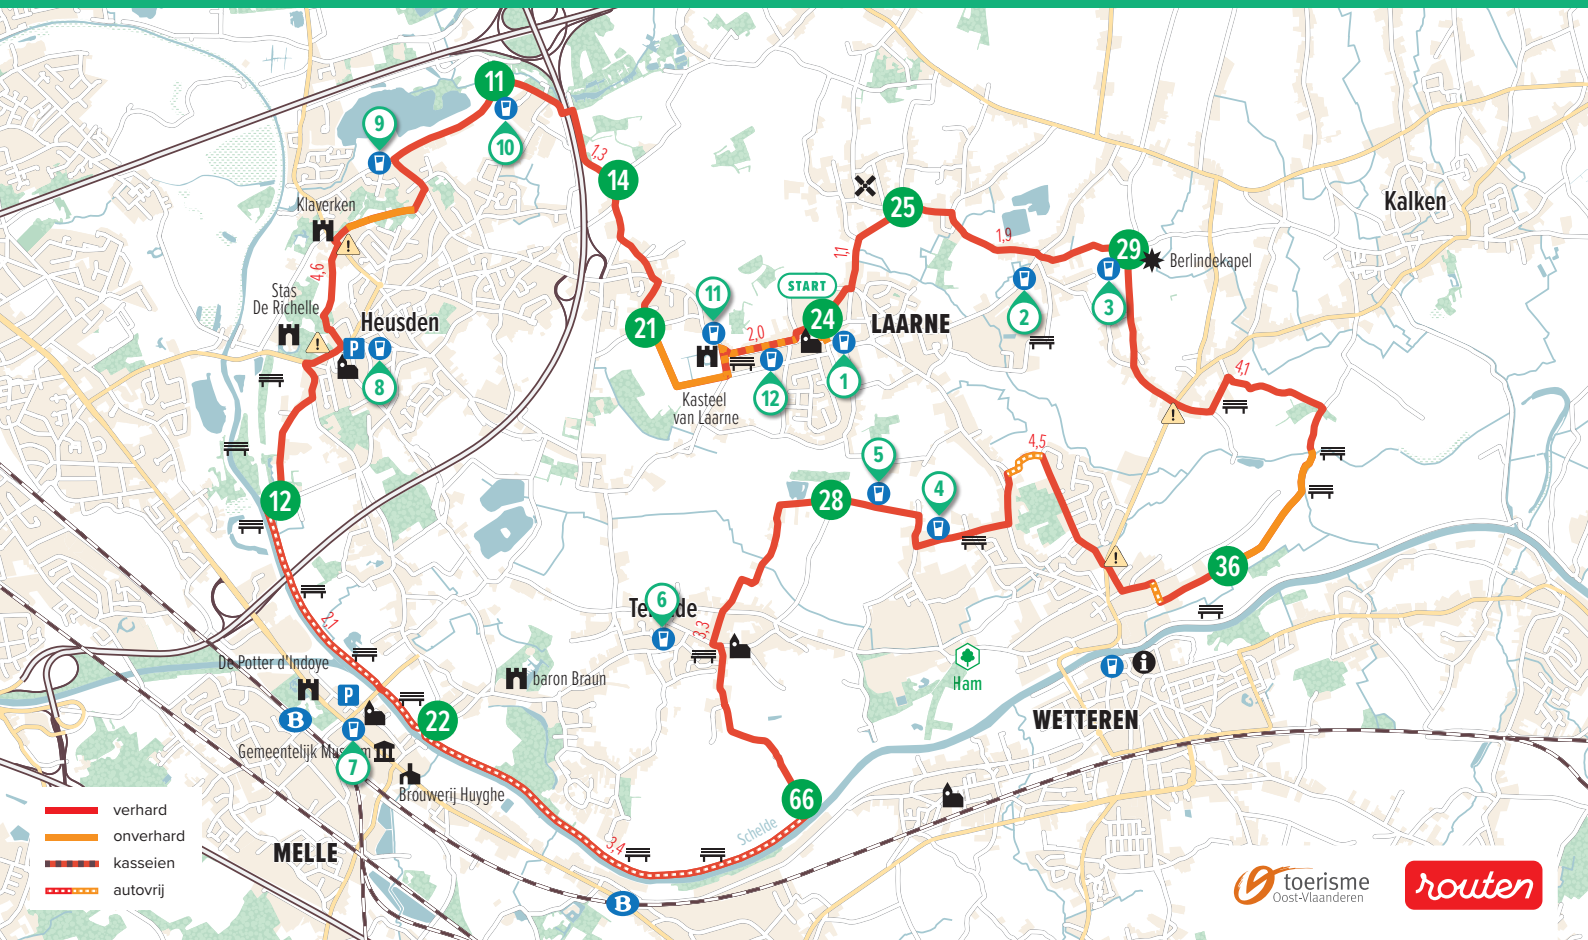 11
9
10
1,3
14
Klaverken
4,6
Stas
De Richelle
Heusden
P
8
12
25
1,1
1,9
29
Berlindekapel
Kalken
START
24
LAARNE
11
21
2,0
Kasteel
van Laarne
12
1
2
3
4,1
4,5
5
4
28
36
6
3,3
2,1
De Potter d'Indoye
P
B
22
baron Braun
Gemeentelijk
7
Brouwerij Huyghe
MELLE
66
Schelde
3,4
B
Ham
WETTEREN
i
verhard
onverhard
kasseien
autovrij
toerisme
Oost-Vlaanderen
routen